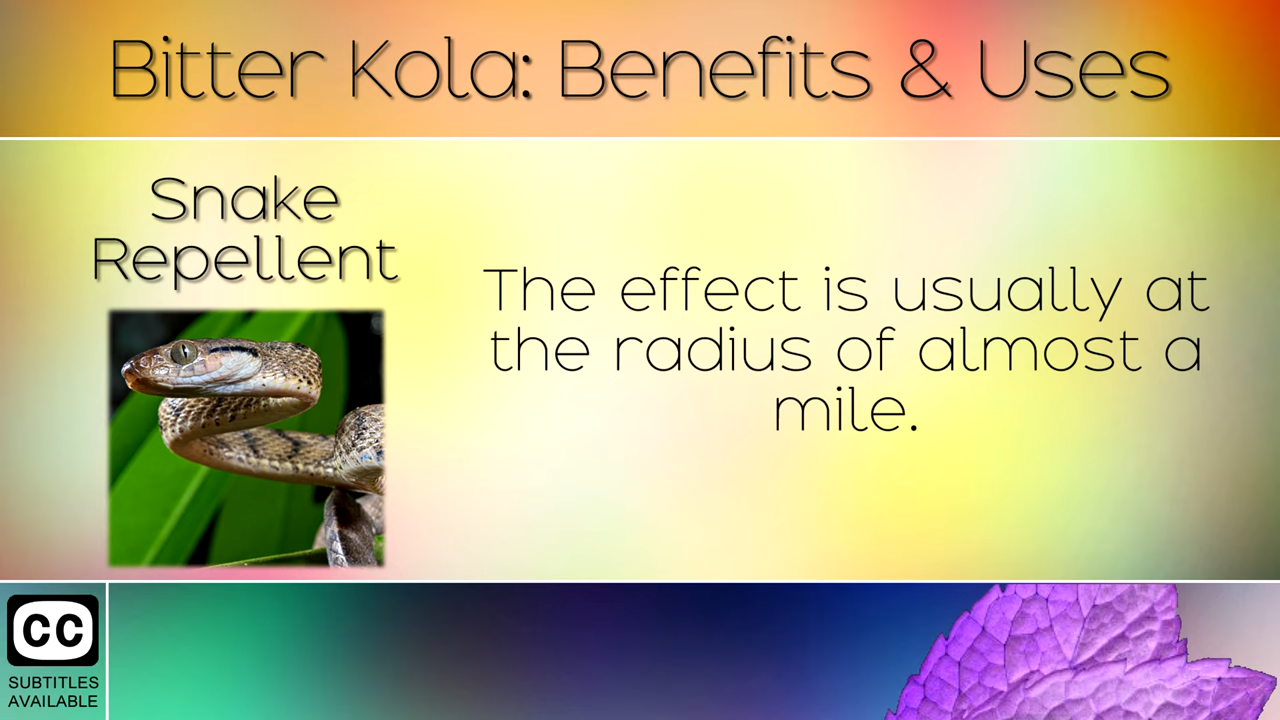 Bitter Kola: Benefits & Uses
Snake
Repellent
The effect is usually at
the radius of almost a
mile.
CC
SUBTITLES
AVAILABLE